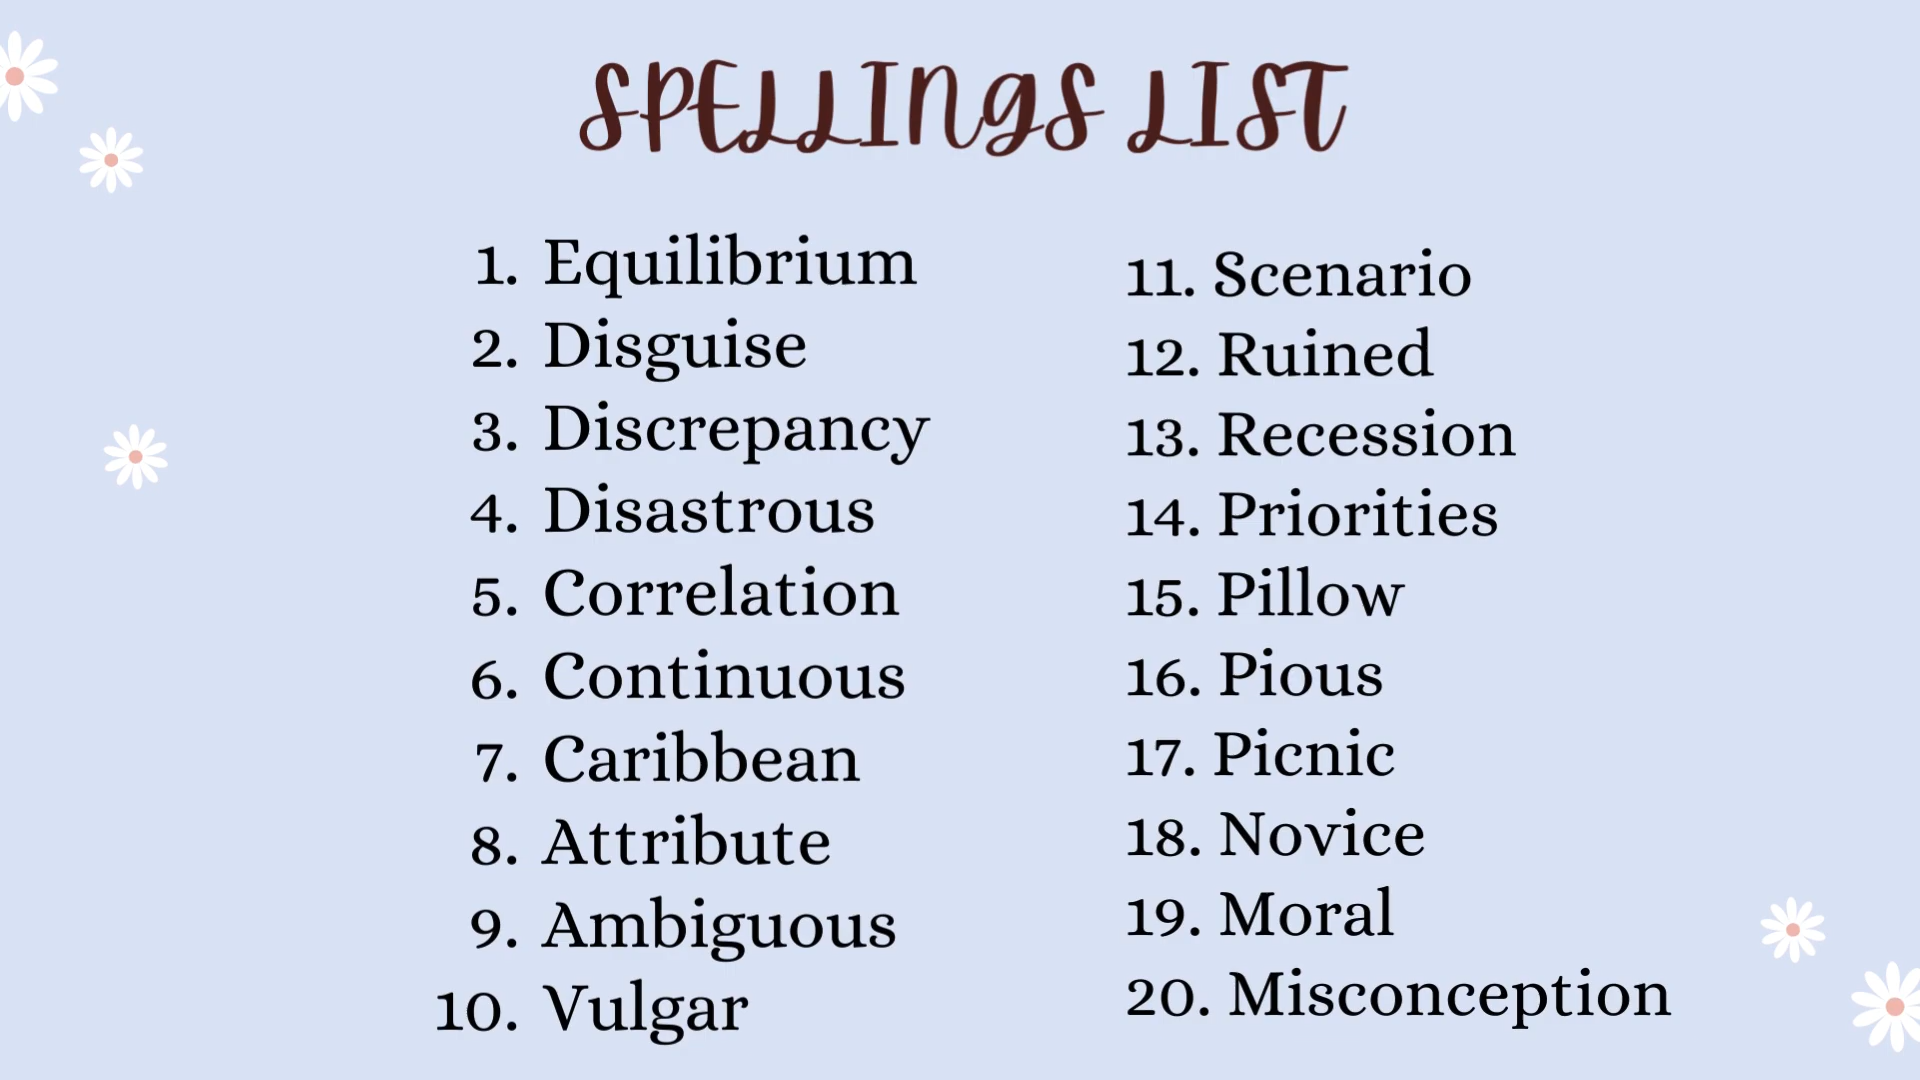 SPELLINGS LIST
1. Equilibrium
2. Disguise
3. Discrepancy
4. Disastrous
5. Correlation
6. Continuous
7. Caribbean
8. Attribute
9. Ambiguous
10. Vulgar
11. Scenario
12. Ruined
13. Recession
14. Priorities
15. Pillow
16. Pious
17. Picnic
18. Novice
19. Moral
20. Misconception